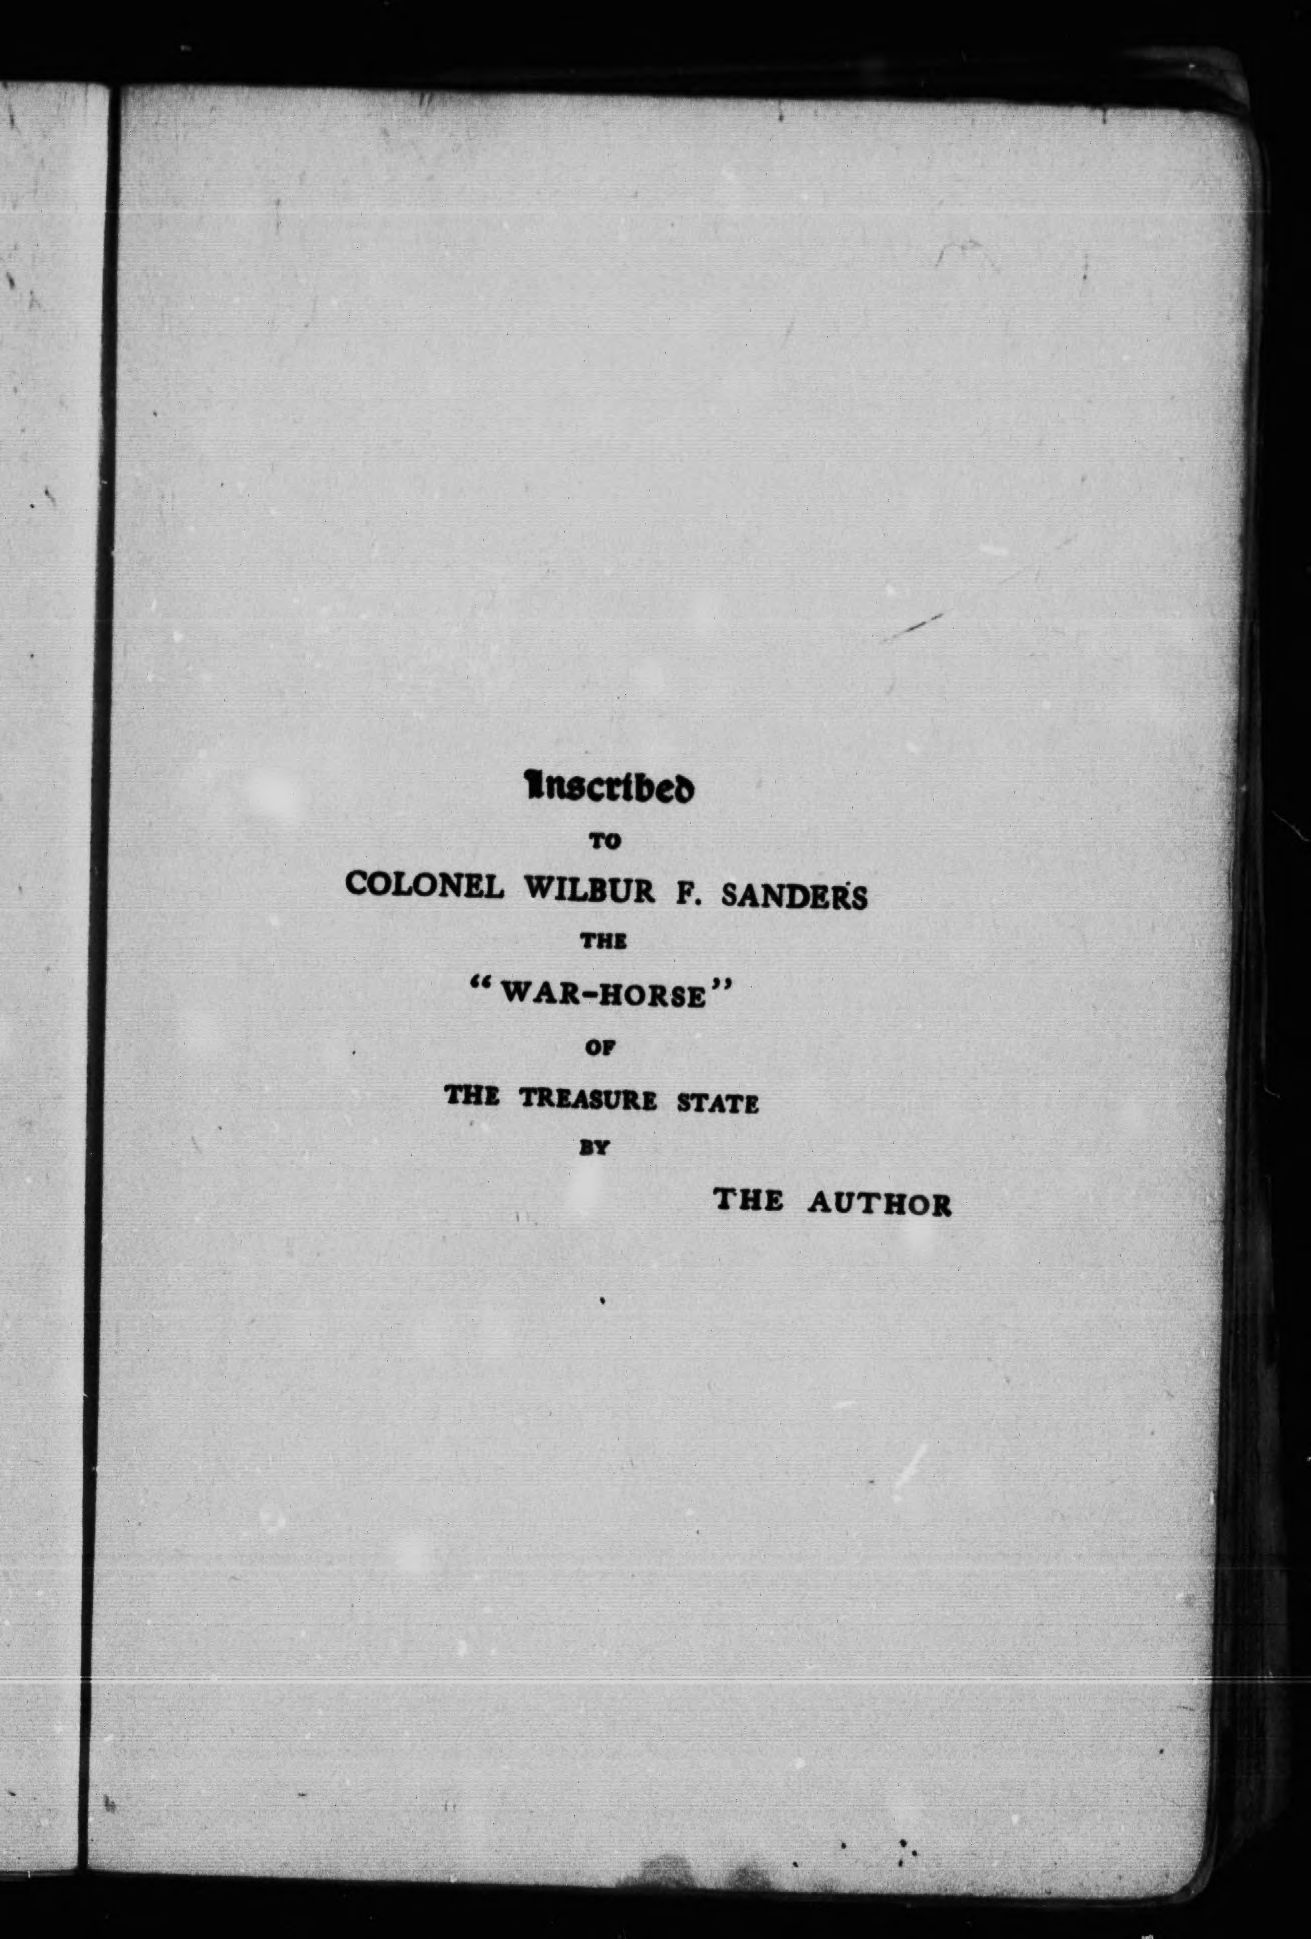 Inscribed
TO
COLONEL WILBUR F. SANDERS
THE
“WAR-HORSE”
OF
THE TREASURE STATE
BY
THE AUTHOR